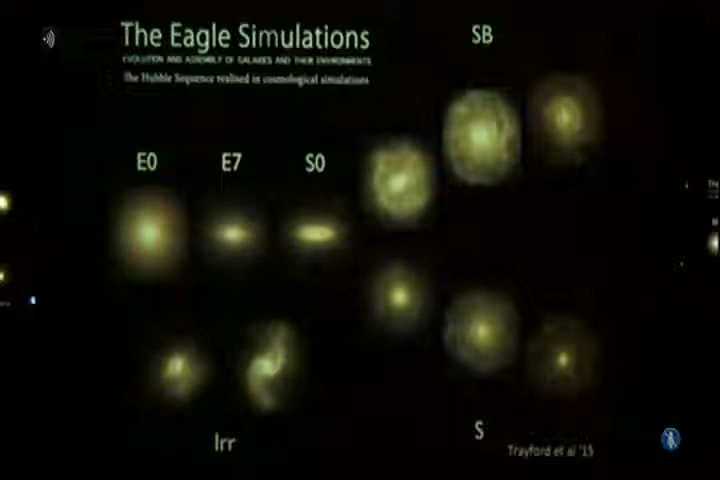 The Eagle Simulations
EVOLUTION AND ASSEMBLY OF GALAXIES AND THEIR ENVIRONMENTS
The Hubble Sequence realised in cosmological simulations
SB
E0 E7 S0
Irr
S
Trayford et al '15